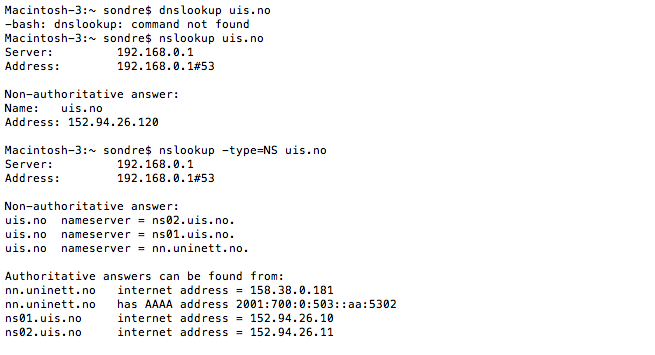 Macintosh-3:~ sondre$ dnslookup uis.no
-bash: dnslookup: command not found
Macintosh-3:~ sondre$ nslookup uis.no
Server:		192.168.0.1
Address:	192.168.0.1#53

Non-authoritative answer:
Name:	uis.no
Address: 152.94.26.120

Macintosh-3:~ sondre$ nslookup -type=NS uis.no
Server:		192.168.0.1
Address:	192.168.0.1#53

Non-authoritative answer:
uis.no	nameserver = ns02.uis.no.
uis.no	nameserver = ns01.uis.no.
uis.no	nameserver = nn.uninett.no.

Authoritative answers can be found from:
nn.uninett.no	internet address = 158.38.0.181
nn.uninett.no	has AAAA address 2001:700:0:503::aa:5302
ns01.uis.no	internet address = 152.94.26.10
ns02.uis.no	internet address = 152.94.26.11